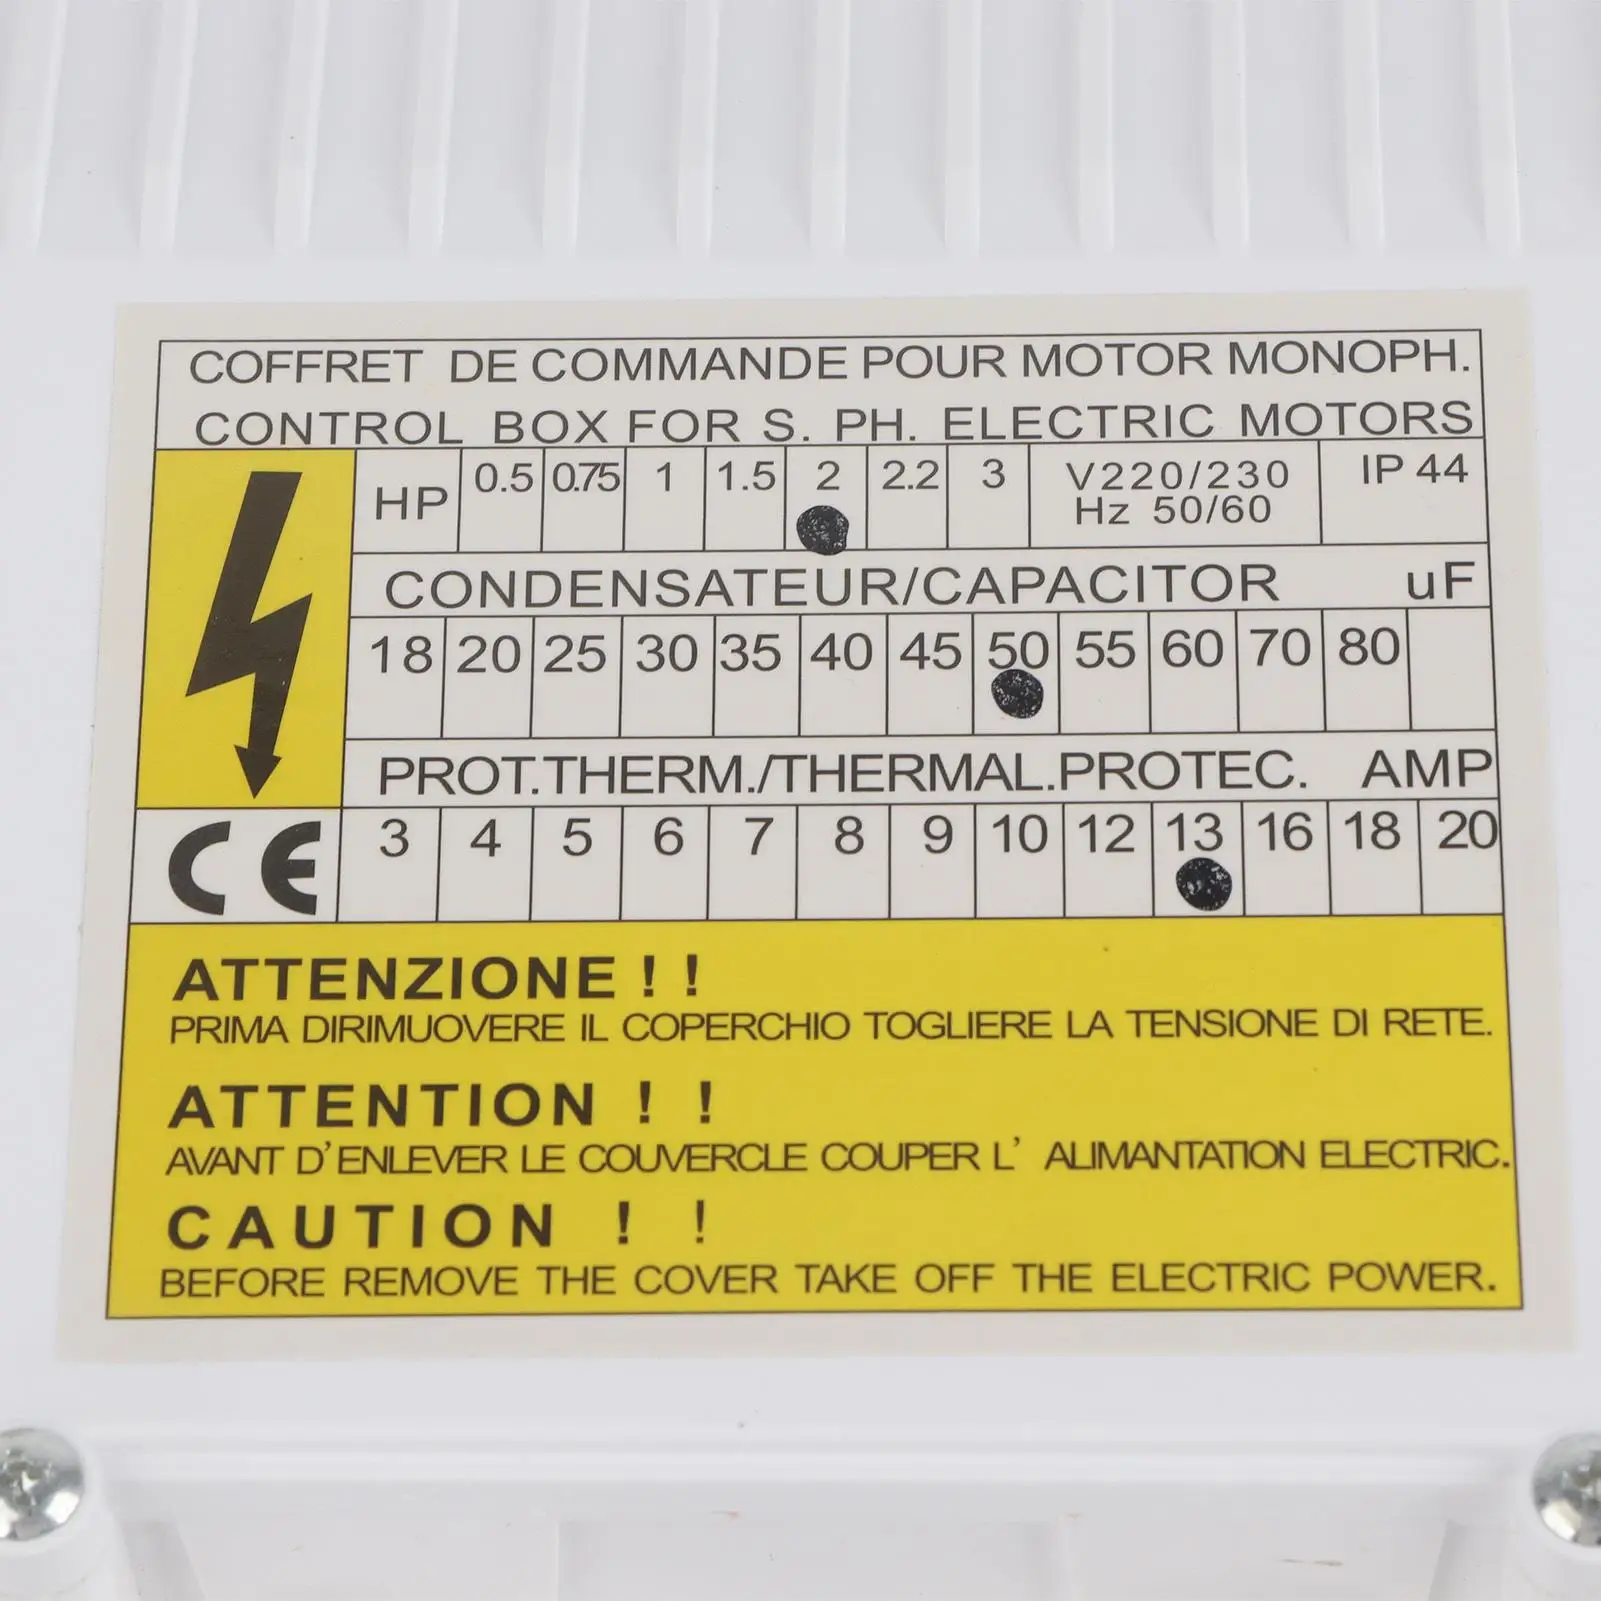 COFFRET DE COMMANDE POUR MOTOR MONOPH.
CONTROL BOX FOR S. PH. ELECTRIC MOTORS
HP 0.5 0.75 1 1.5 2 2.2 3 V220/230 IP 44
Hz 50/60
CONDENSATEUR/CAPACITOR uF
18 20 25 30 35 40 45 50 55 60 70 80
PROT.THERM./THERMAL.PROTEC. AMP
CE 3 4 5 6 7 8 9 10 12 13 16 18 20
ATTENZIONE ! !
PRIMA DIRIMUOVERE IL COPERCHIO TOGLIERE LA TENSIONE DI RETE.
ATTENTION ! !
AVANT D'ENLEVER LE COUVERCLE COUPER L' ALIMANTATION ELECTRIC.
CAUTION ! !
BEFORE REMOVE THE COVER TAKE OFF THE ELECTRIC POWER.